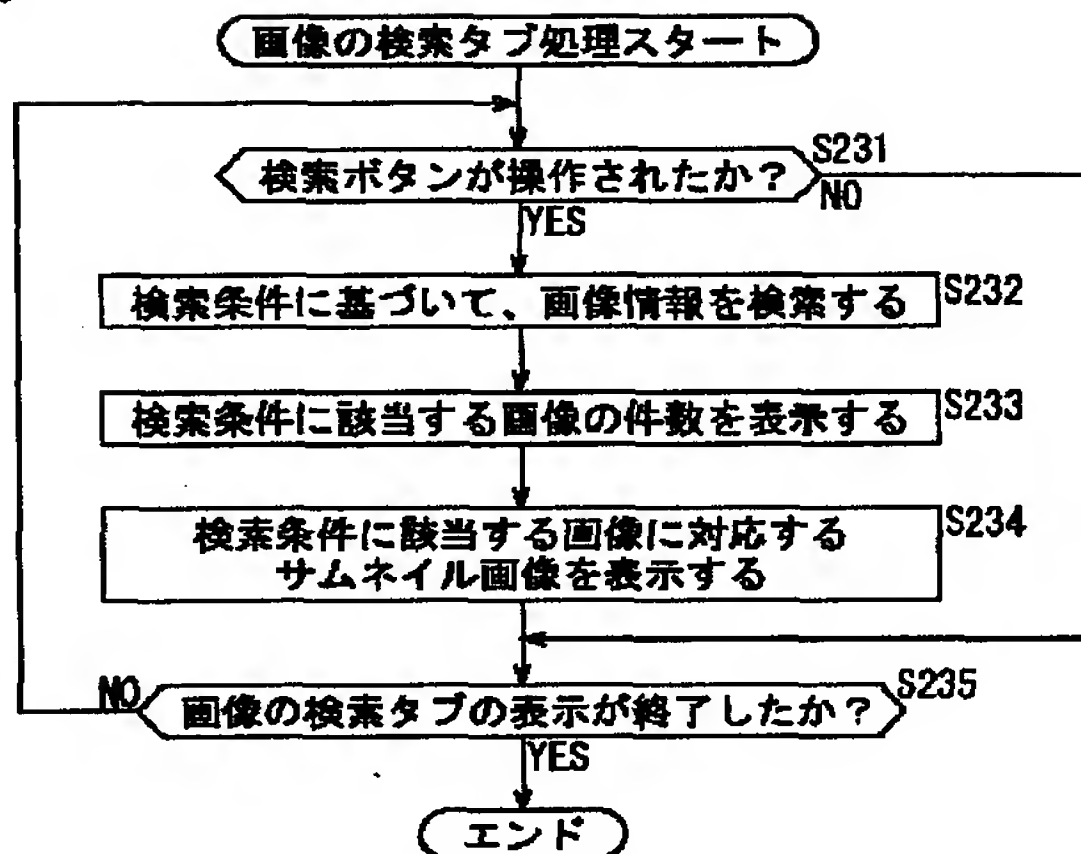 画像の検索タブ処理スタート
検索ボタンが操作されたか？
S231
NO
YES
検索条件に基づいて、画像情報を検索する
S232
検索条件に該当する画像の件数を表示する
S233
検索条件に該当する画像に対応する
サムネイル画像を表示する
S234
NO
画像の検索タブの表示が終了したか？
S235
YES
エンド